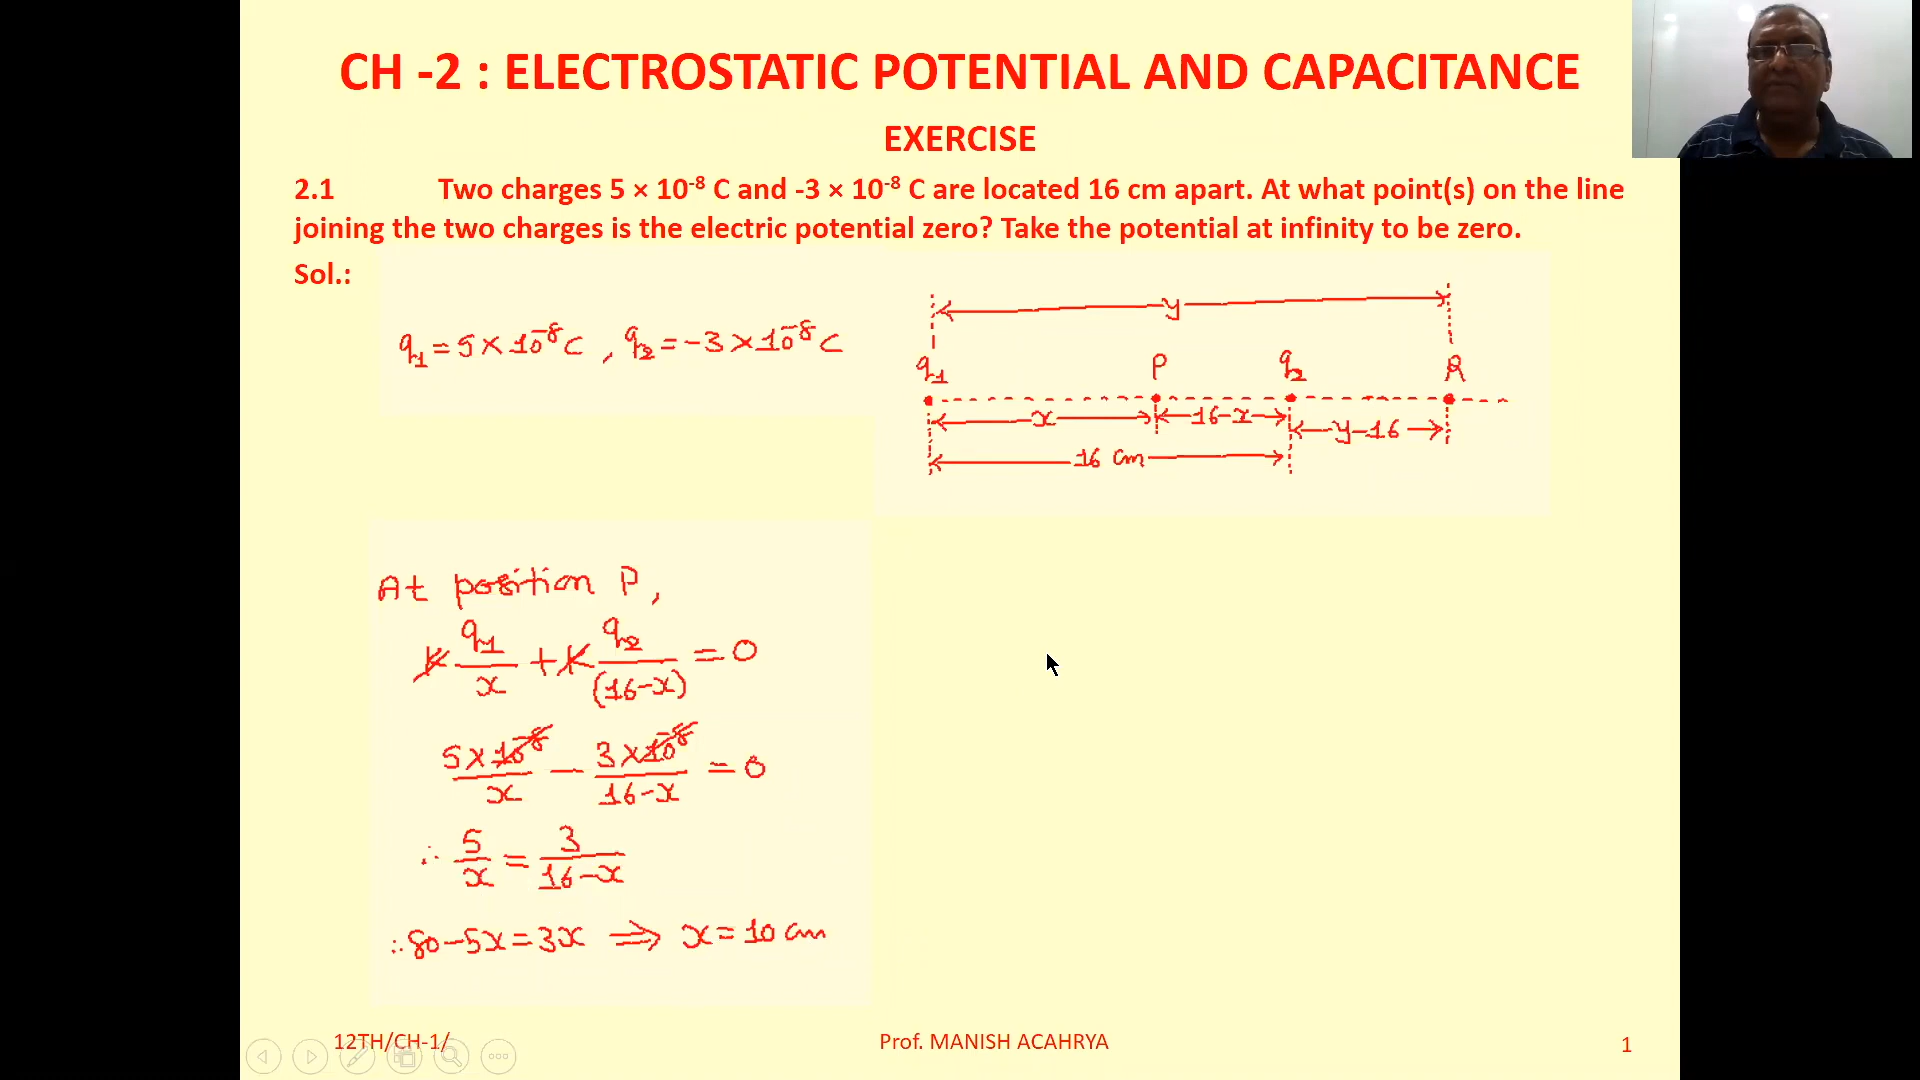 CH -2 : ELECTROSTATIC POTENTIAL AND CAPACITANCE
EXERCISE
2.1 Two charges 5 × 10⁻⁸ C and -3 × 10⁻⁸ C are located 16 cm apart. At what point(s) on the line
joining the two charges is the electric potential zero? Take the potential at infinity to be zero.
Sol.:
q₁ = 5 × 10⁻⁸ C , q₂ = -3 × 10⁻⁸ C
y
q₁ P q₂ R
x 16-x y-16
16 cm
At position P,
k q₁/x + k q₂/(16-x) = 0
5 × 10⁻⁸/x - 3 × 10⁻⁸/16-x = 0
∴ 5/x = 3/16-x
∴ 80-5x = 3x ⟹ x = 10 cm
12TH/CH-1/ Prof. MANISH ACAHRYA 1